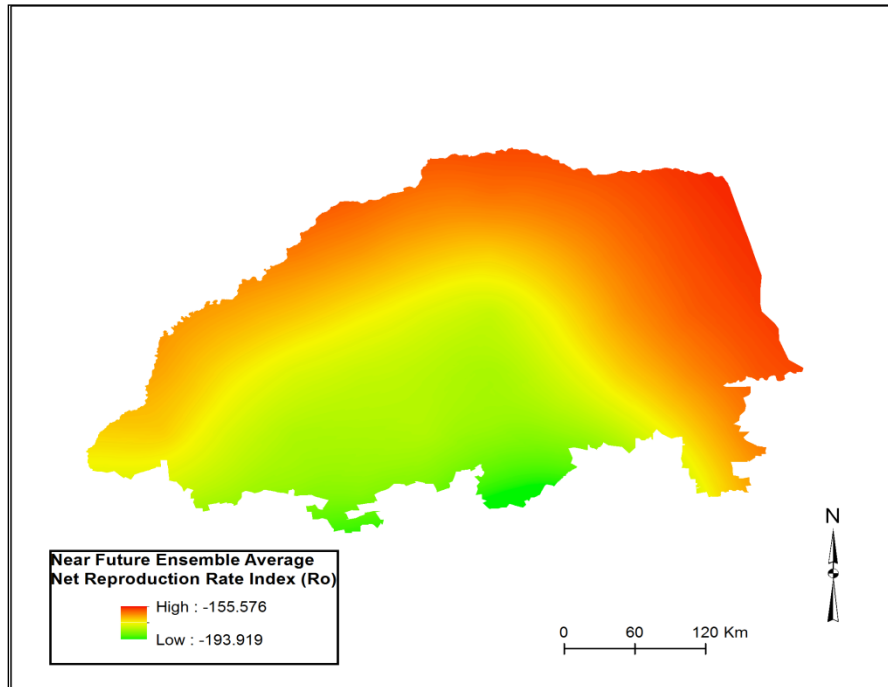 N
Near Future Ensemble Average
Net Reproduction Rate Index (Ro)
High : -155.576
Low : -193.919
0 60 120 Km